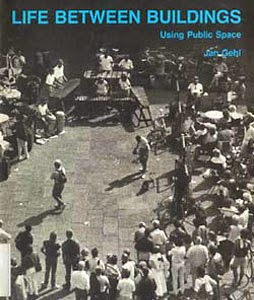 LIFE BETWEEN BUILDINGS
Using Public Space
Jan Gehl